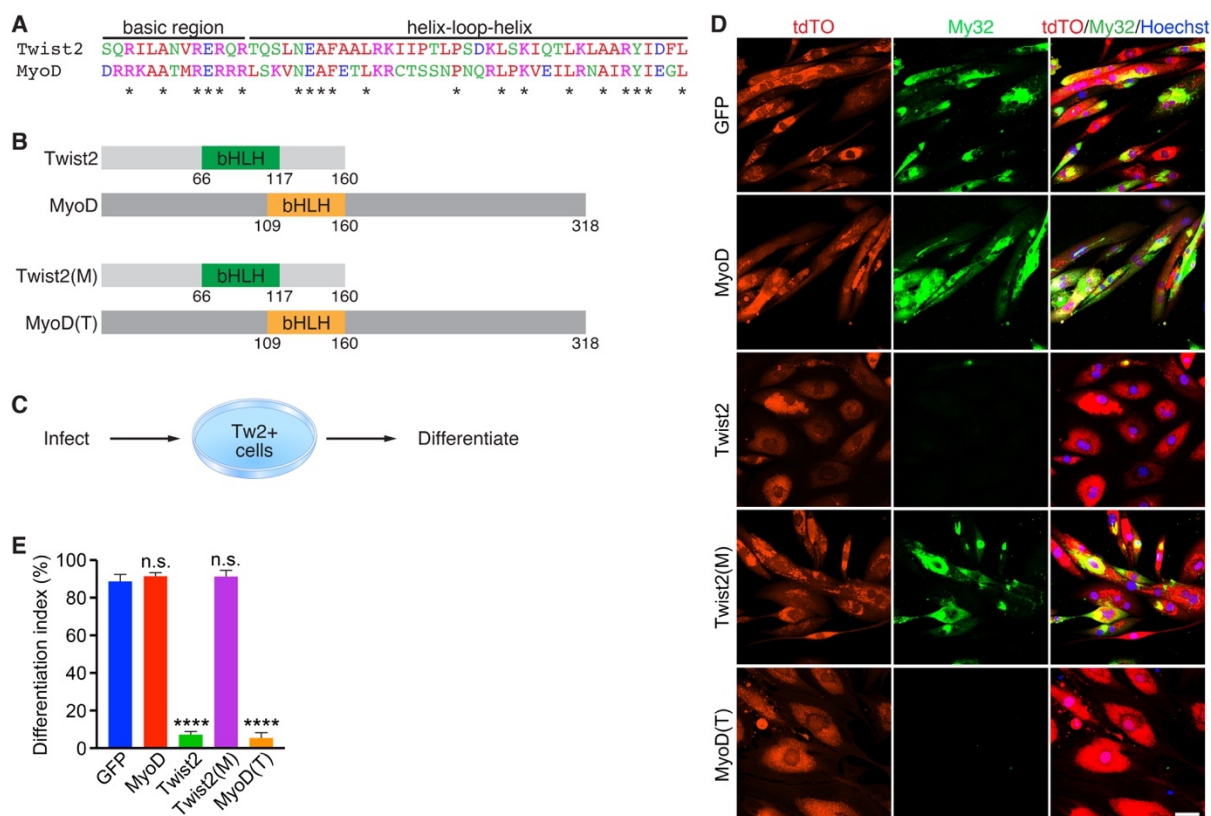 A
basic region helix-loop-helix
Twist2 SQRILANVRERQRTQSLNEAFAALRKIIPTLPSDKLSKIQTLKLAARYIDFL
MyoD DRRKAATMRERRRLSKVNEAFETLKRCTSSNPNQRLPKVEILRNAIRYIEGL
* * *** **** * * * * * *** *
B
Twist2 bHLH
66 117 160
MyoD bHLH
109 160 318
Twist2(M) bHLH
66 117 160
MyoD(T) bHLH
109 160 318
C
Infect Tw2+ cells Differentiate
E
Differentiation index (%)
100
80
60
40
20
0
n.s. **** n.s. ****
GFP MyoD Twist2 Twist2(M) MyoD(T)
D
tdTO My32 tdTO/My32/Hoechst
GFP
MyoD
Twist2
Twist2(M)
MyoD(T)